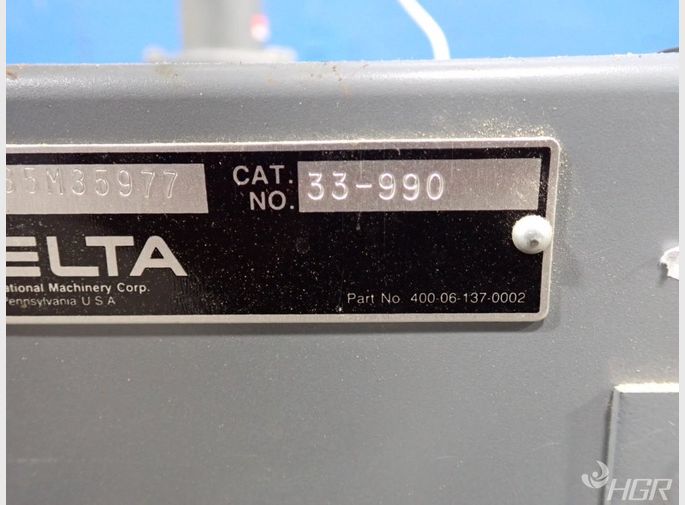 35M35977
CAT. NO. 33-990
ELTA
ational Machinery Corp.
Pennsylvania U S A
Part No. 400-06-137-0002
HGR